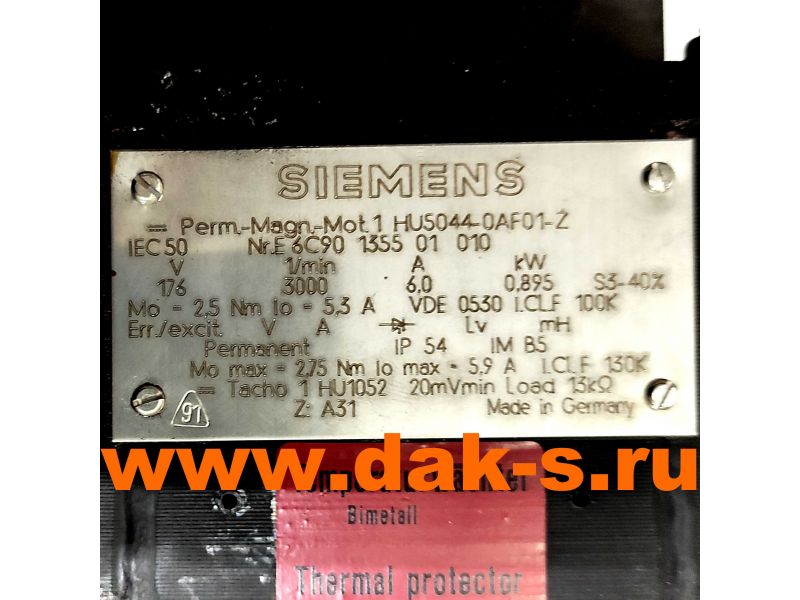 SIEMENS
Perm.-Magn.-Mot.1 HU5044-0AF01-Z
IEC 50 Nr.E 6C90 1355 01 010
V 1/min A kW
176 3000 6,0 0,895 S3-40%
Mo = 2,5 Nm Io = 5,3 A VDE 0530 I.CL.F 100K
Err./excit. V A Lv mH
Permanent IP 54 IM B5
Mo max = 2,75 Nm Io max = 5,9 A I.CL.F 130K
Tacho 1 HU1052 20mVmin Load 13kΩ
91 Z: A31 Made in Germany
www.dak-s.ru
Bimetall
Thermal protector